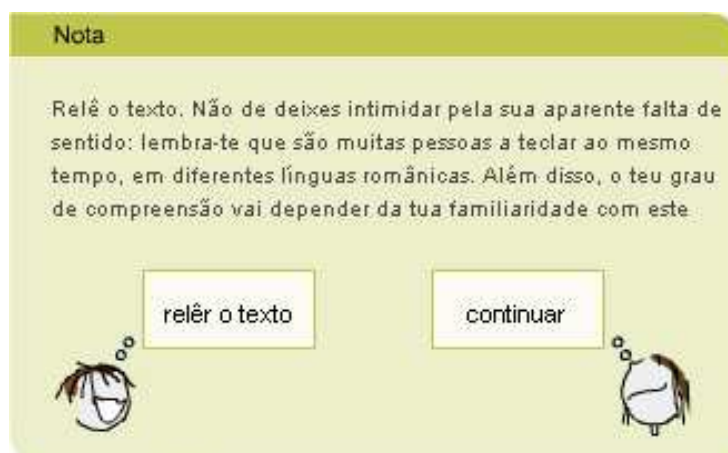 Nota
Relê o texto. Não de deixes intimidar pela sua aparente falta de
sentido: lembra-te que são muitas pessoas a teclar ao mesmo
tempo, em diferentes línguas românicas. Além disso, o teu grau
de compreensão vai depender da tua familiaridade com este
relêr o texto
continuar